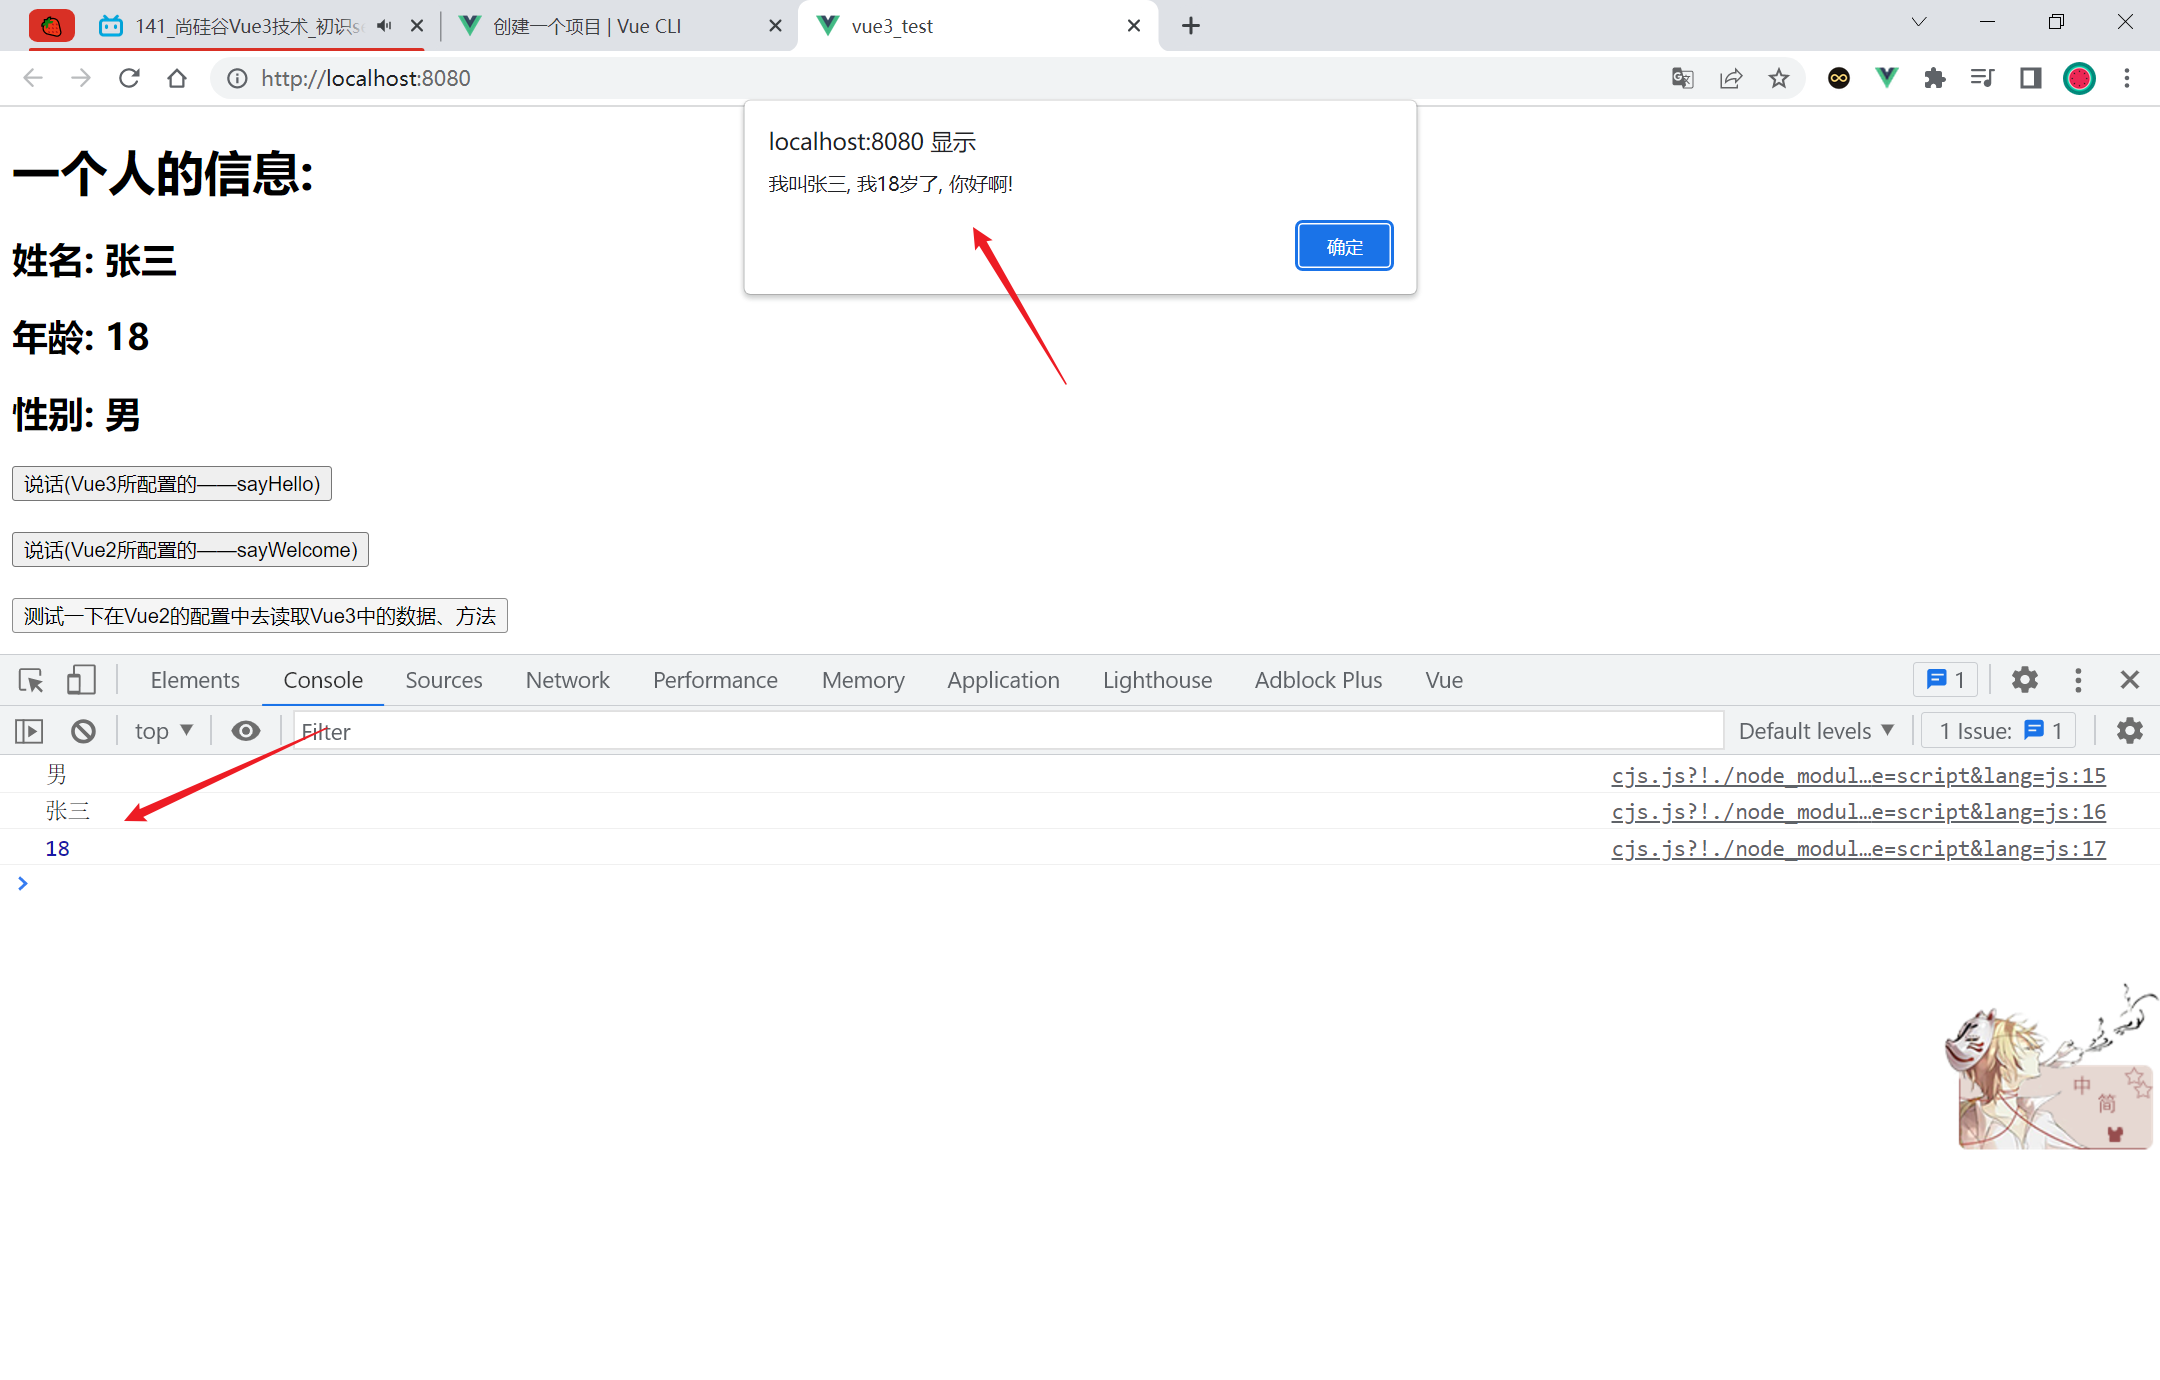 141_尚硅谷Vue3技术_初识
创建一个项目 | Vue CLI
vue3_test
http://localhost:8080
localhost:8080 显示
我叫张三, 我18岁了, 你好啊!
确定
一个人的信息:
姓名: 张三
年龄: 18
性别: 男
说话(Vue3所配置的——sayHello)
说话(Vue2所配置的——sayWelcome)
测试一下在Vue2的配置中去读取Vue3中的数据、方法
Elements Console Sources Network Performance Memory Application Lighthouse Adblock Plus Vue 1
top Filter Default levels 1 Issue: 1
男 cjs.js?!./node_modul…e=script&lang=js:15
张三 cjs.js?!./node_modul…e=script&lang=js:16
18 cjs.js?!./node_modul…e=script&lang=js:17
中
简